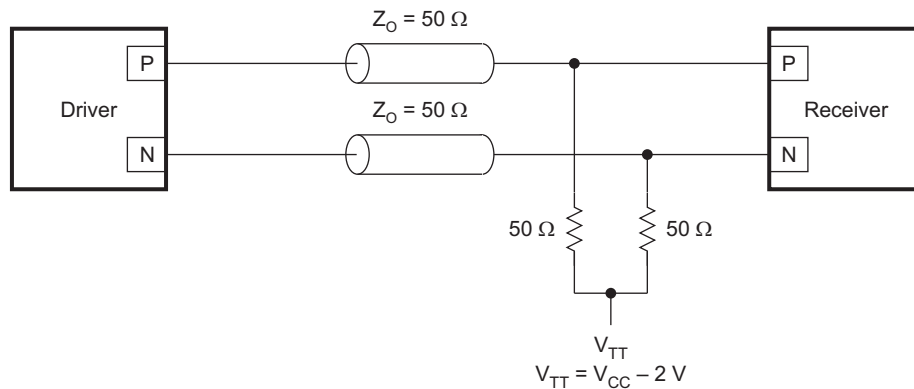 Z_O = 50 Ω
P
P
Driver
Z_O = 50 Ω
Receiver
N
N
50 Ω
50 Ω
V_TT
V_TT = V_CC – 2 V